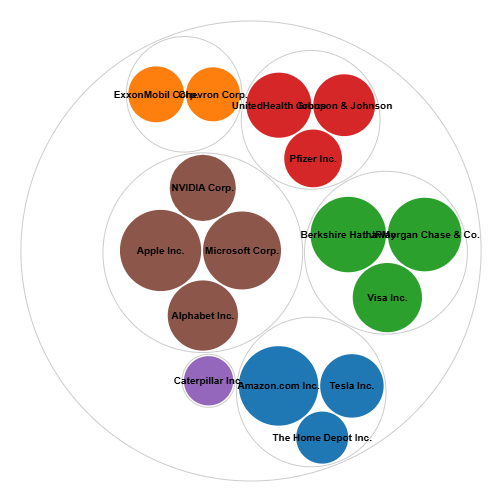 ExxonMobil Corp.
Chevron Corp.
UnitedHealth Group
Johnson & Johnson
Pfizer Inc.
NVIDIA Corp.
Apple Inc.
Microsoft Corp.
Alphabet Inc.
Berkshire Hathaway
JPMorgan Chase & Co.
Visa Inc.
Caterpillar Inc.
Amazon.com Inc.
Tesla Inc.
The Home Depot Inc.